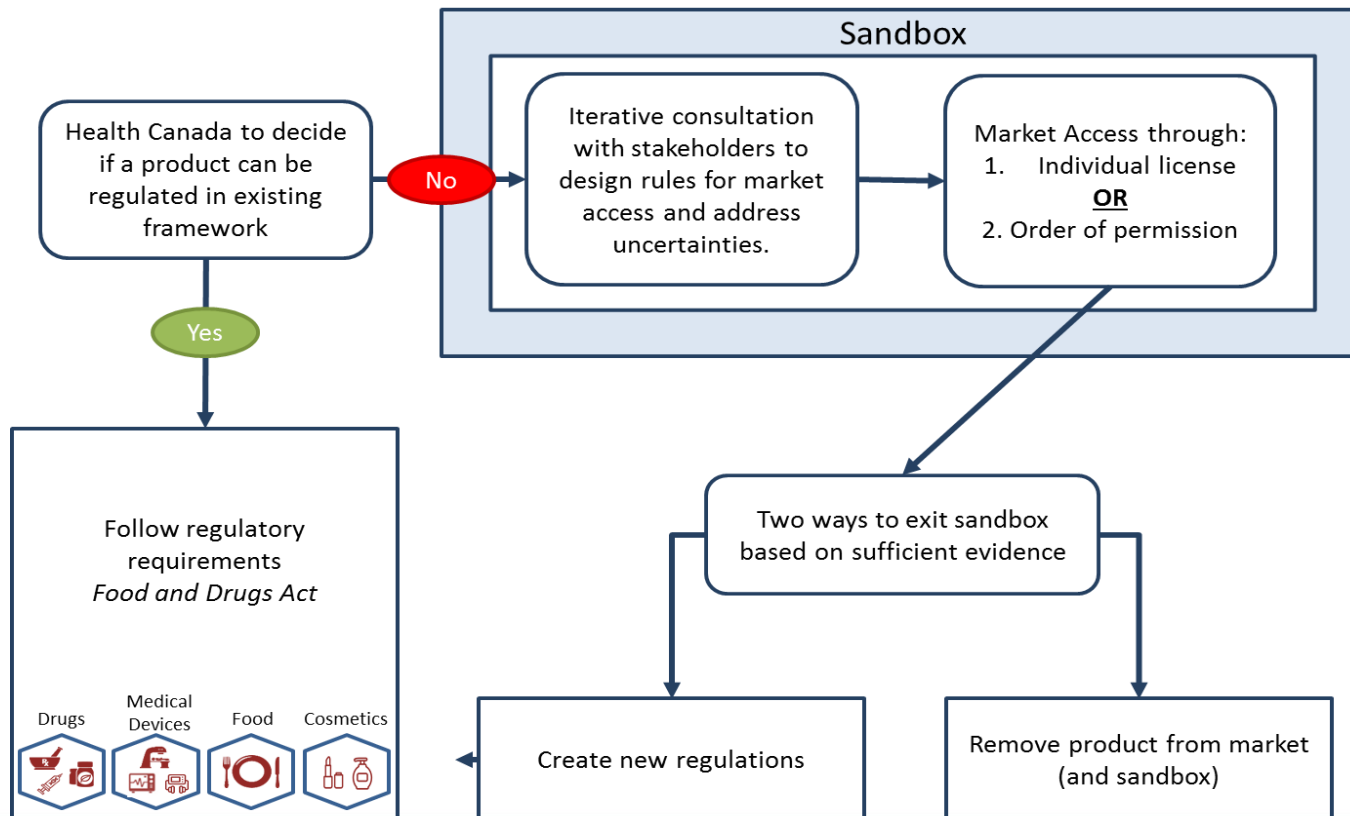 Sandbox
Health Canada to decide
if a product can be
regulated in existing
framework
No
Iterative consultation
with stakeholders to
design rules for market
access and address
uncertainties.
Market Access through:
1. Individual license
OR
2. Order of permission
Yes
Follow regulatory
requirements
Food and Drugs Act
Drugs
Medical
Devices
Food
Cosmetics
Two ways to exit sandbox
based on sufficient evidence
Create new regulations
Remove product from market
(and sandbox)